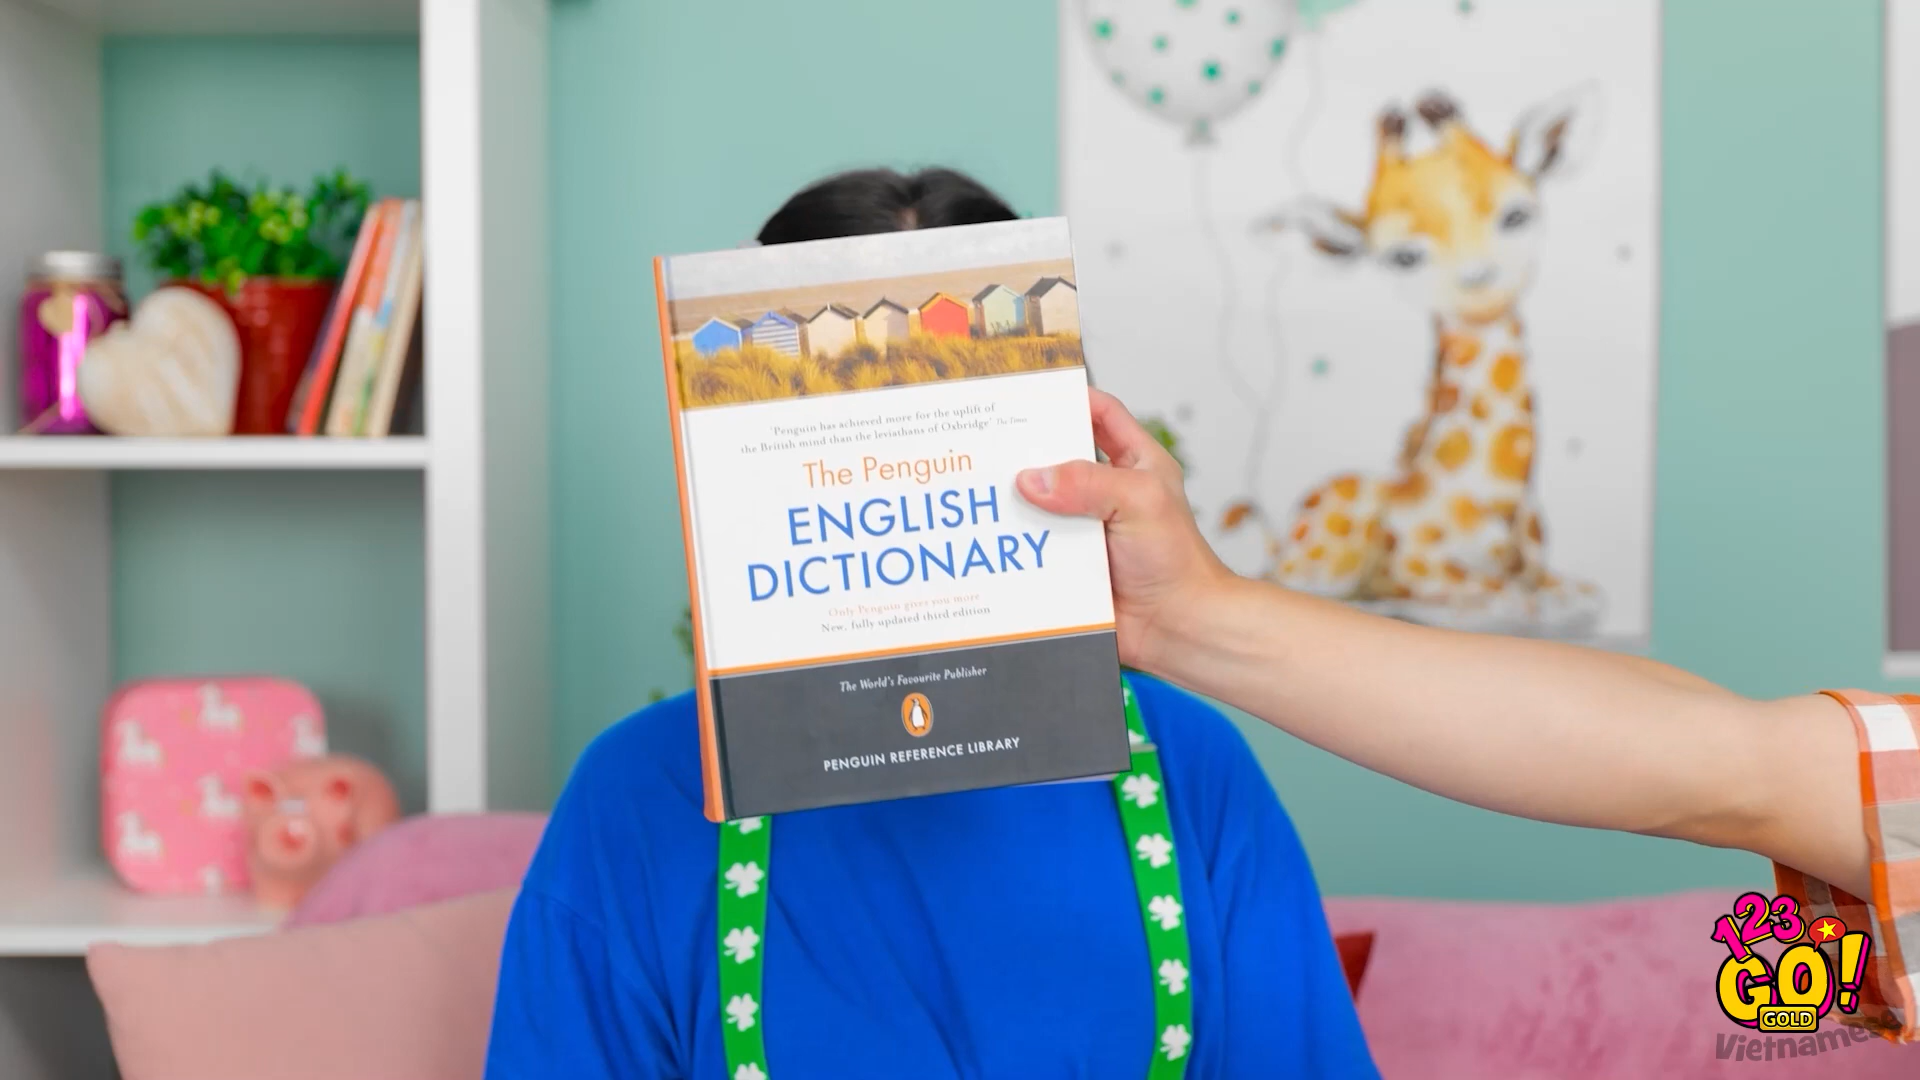 'Penguin has achieved more for the uplift of
the British mind than the leviathans of Oxbridge' The Times
The Penguin
ENGLISH
DICTIONARY
Only Penguin gives you more
New, fully updated third edition
The World's Favourite Publisher
PENGUIN REFERENCE LIBRARY
123
GO!
GOLD
Vietnamese